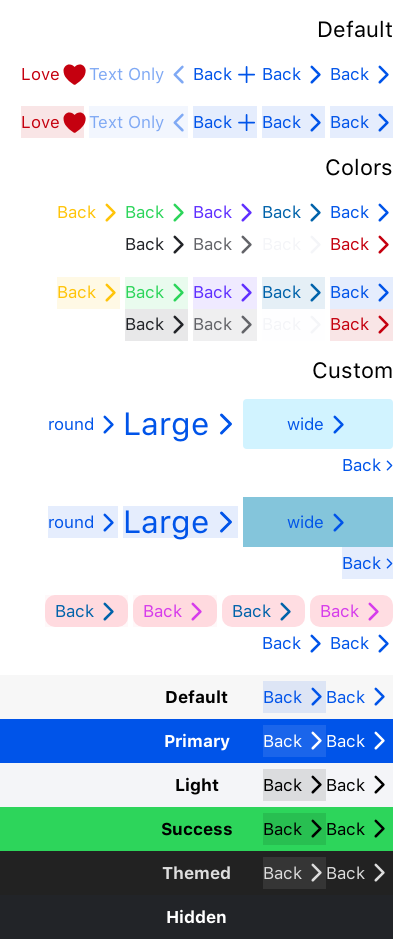 Default
Love Text Only Back Back Back
Love Text Only Back Back Back
Colors
Back Back Back Back Back
Back Back Back Back
Back Back Back Back Back
Back Back Back Back
Custom
round Large wide
Back
round Large wide
Back
Back Back Back Back
Back Back
Default Back Back
Primary Back Back
Light Back Back
Success Back Back
Themed Back Back
Hidden